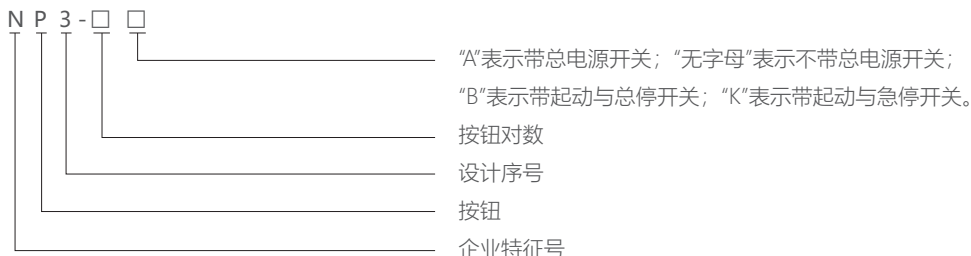 N P 3 - □ □
“A”表示带总电源开关；“无字母”表示不带总电源开关；
“B”表示带起动与总停开关；“K”表示带起动与急停开关。
按钮对数
设计序号
按钮
企业特征号